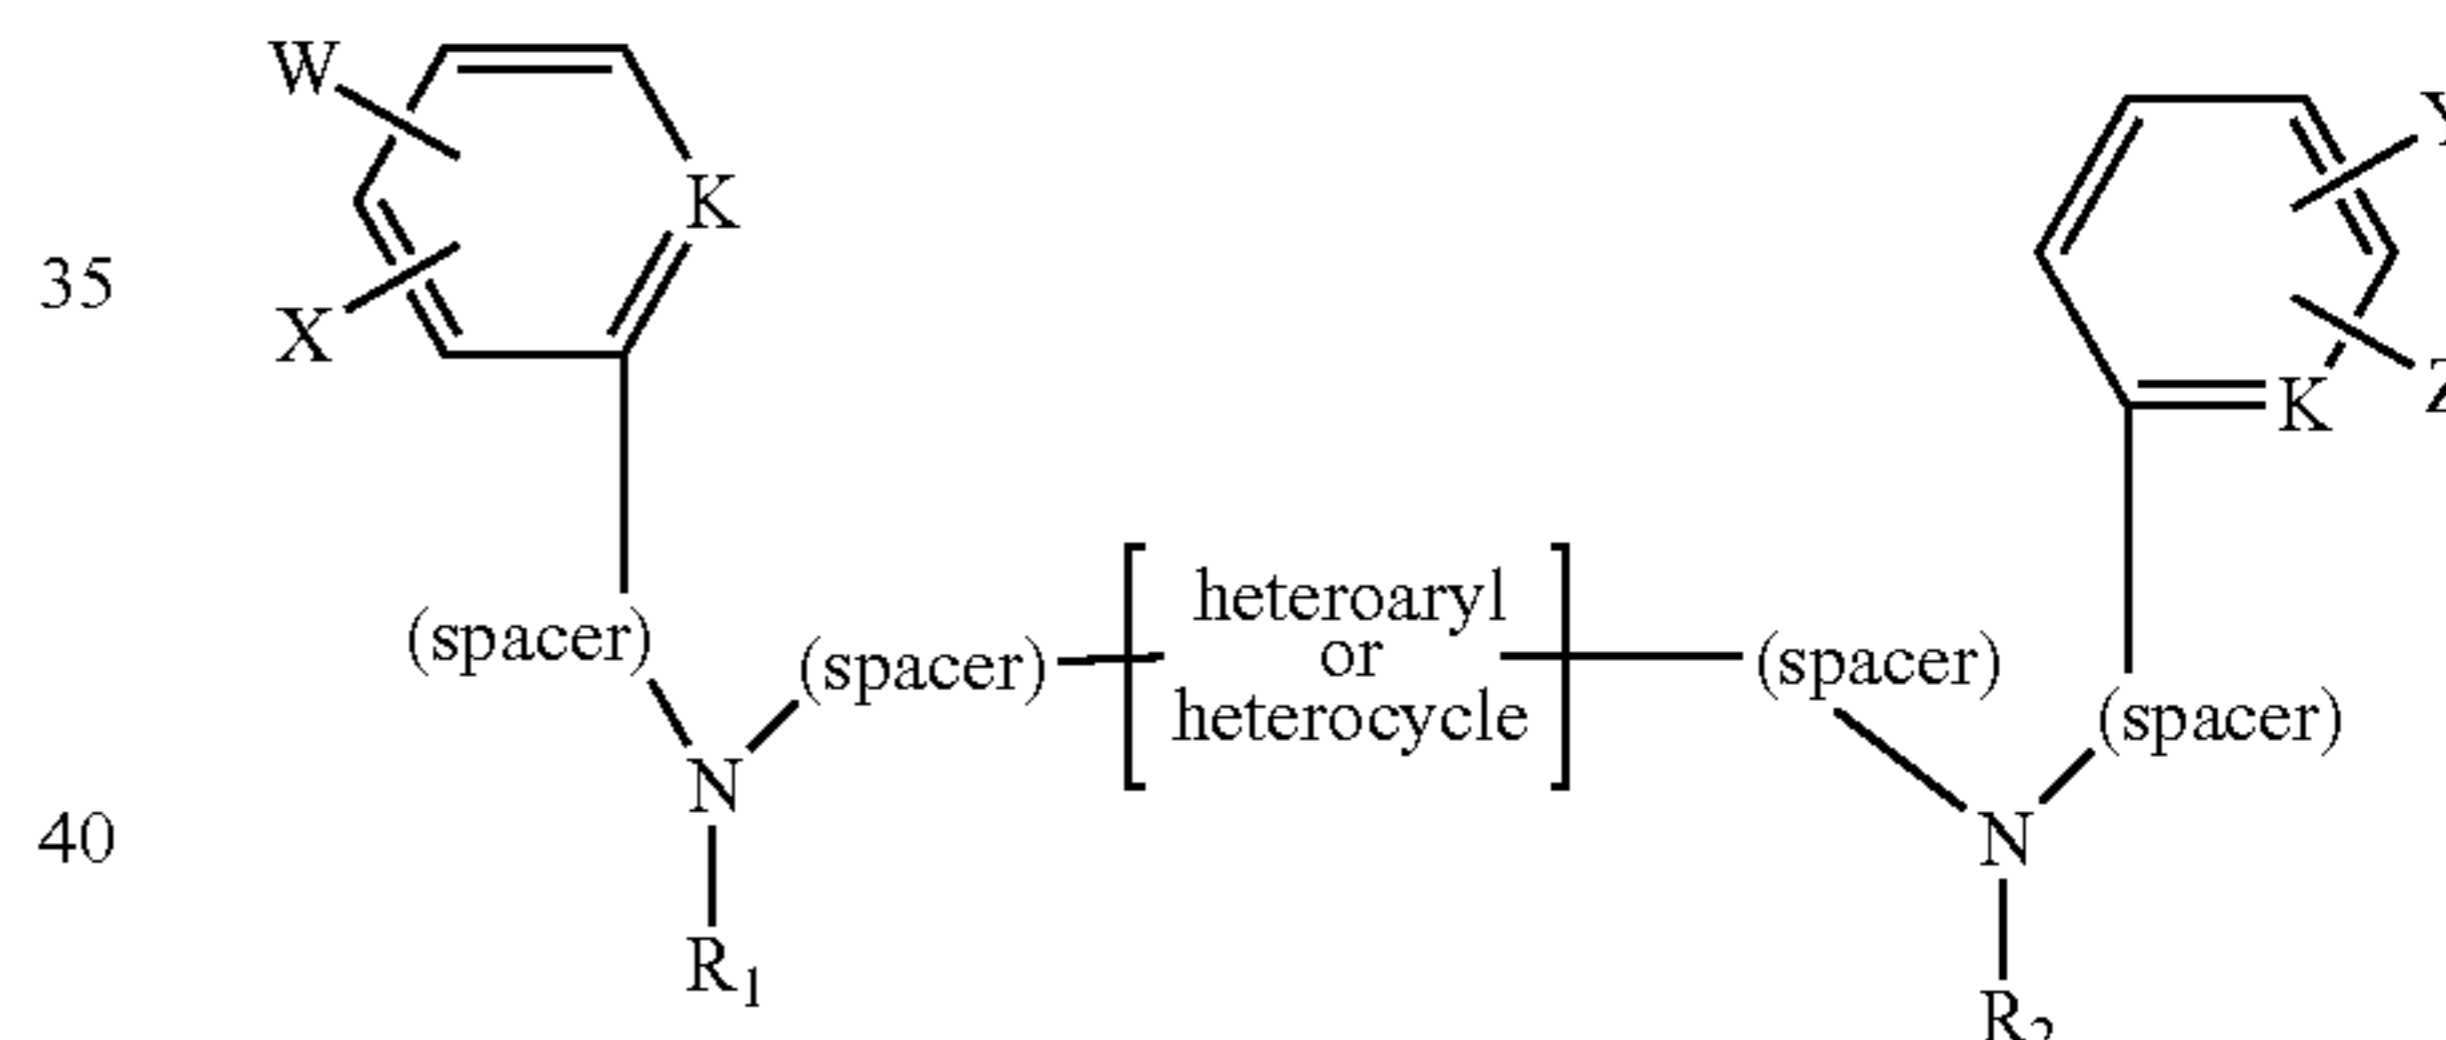 W
Y
K
35
X
Z
K
(spacer)
(spacer)
heteroaryl
or
heterocycle
(spacer)
(spacer)
N
40
N
R1
R2